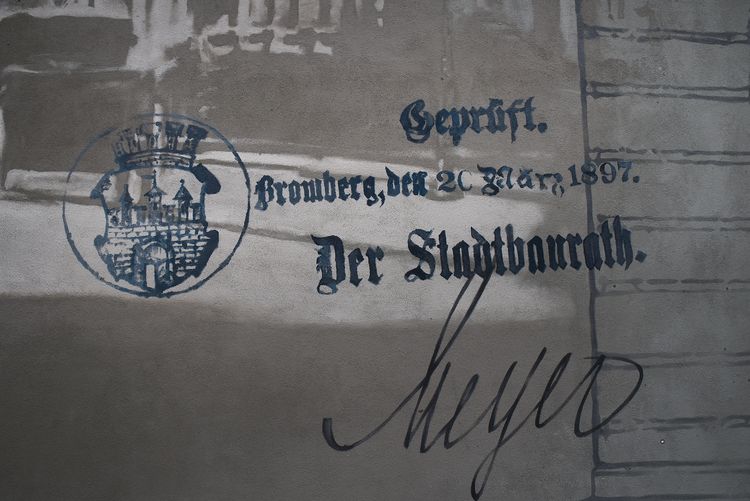 Geprüft.
Bromberg, den 20 März 1897.
Der Stadtbaurath.
Meyer